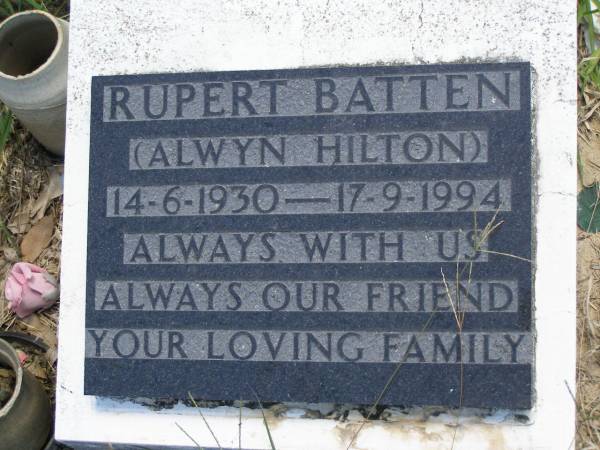 RUPERT BATTEN
(ALWYN HILTON)
14-6-1930—17-9-1994
ALWAYS WITH US
ALWAYS OUR FRIEND
YOUR LOVING FAMILY